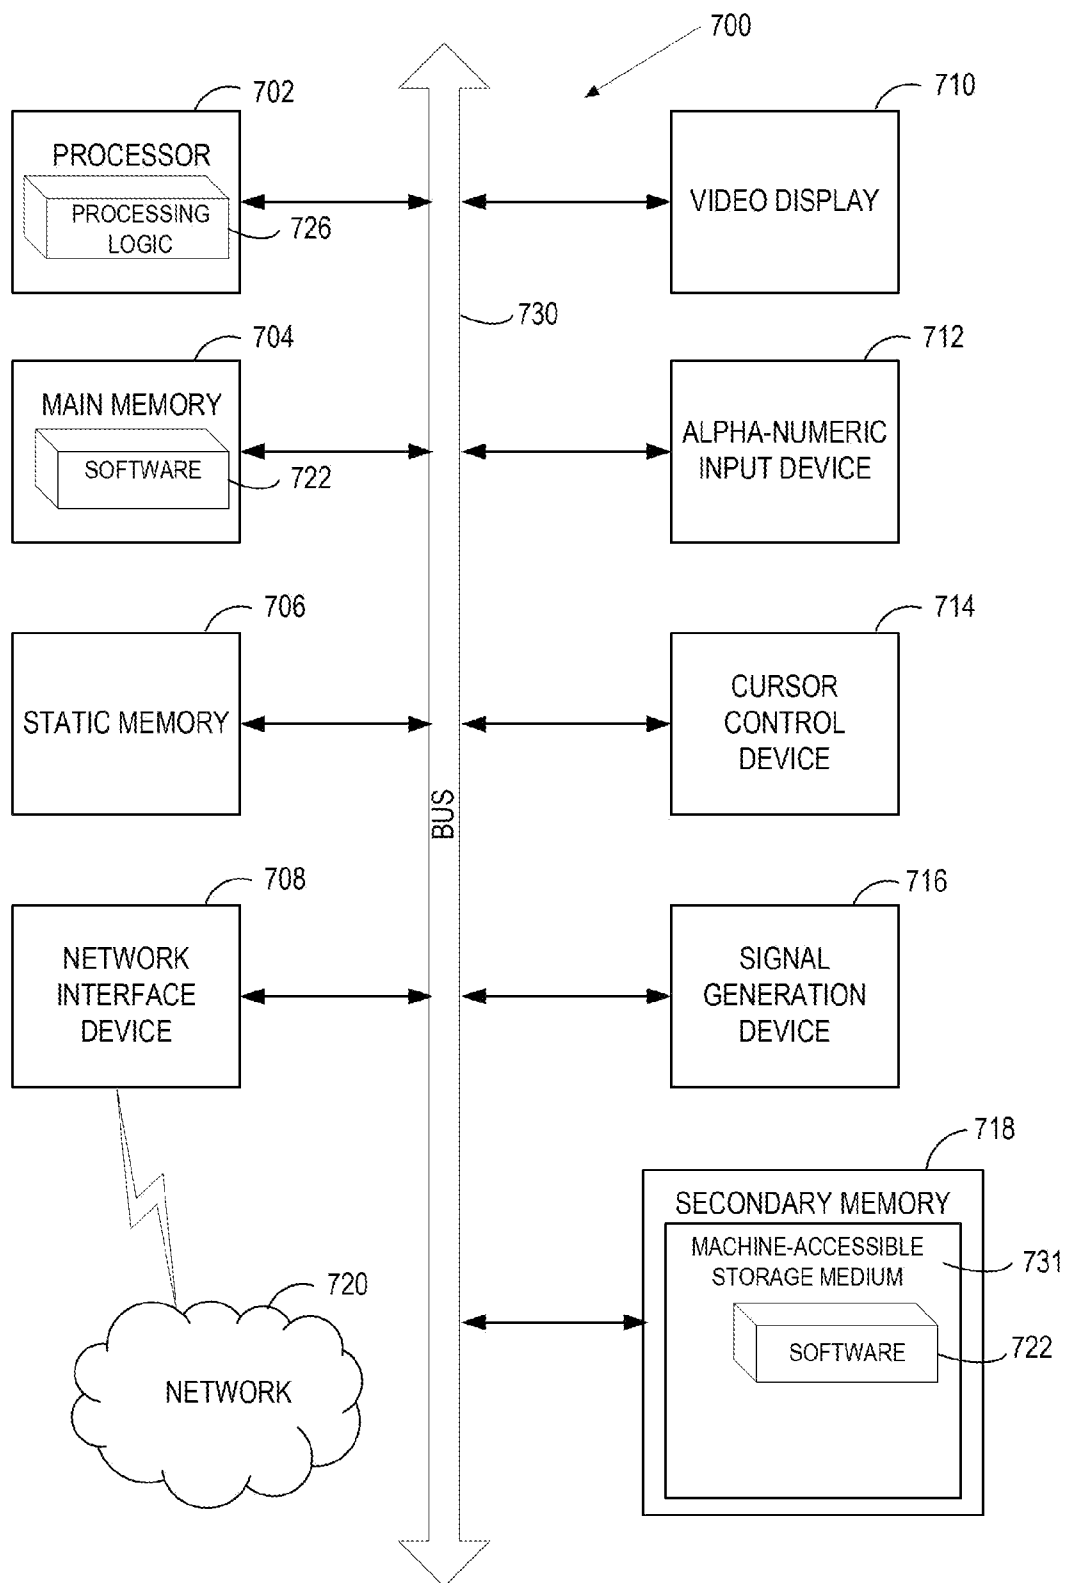 700
702
PROCESSOR
PROCESSING
LOGIC
726
710
VIDEO DISPLAY
730
704
MAIN MEMORY
SOFTWARE
722
712
ALPHA-NUMERIC
INPUT DEVICE
706
STATIC MEMORY
714
CURSOR
CONTROL
DEVICE
BUS
708
NETWORK
INTERFACE
DEVICE
716
SIGNAL
GENERATION
DEVICE
718
SECONDARY MEMORY
MACHINE-ACCESSIBLE
STORAGE MEDIUM
731
SOFTWARE
722
720
NETWORK